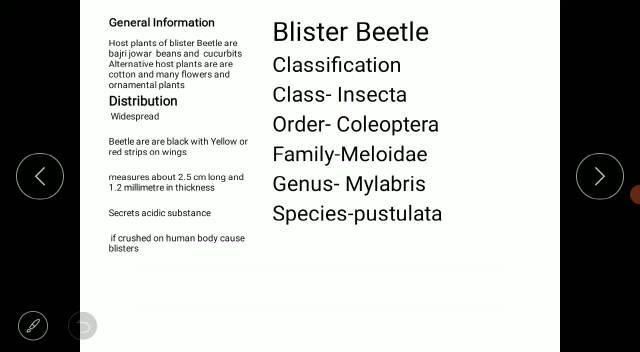 General Information
Host plants of blister Beetle are
bajri jowar beans and cucurbits
Alternative host plants are are
cotton and many flowers and
ornamental plants
Distribution
Widespread
Beetle are are black with Yellow or
red strips on wings
measures about 2.5 cm long and
1.2 millimetre in thickness
Secrets acidic substance
if crushed on human body cause
blisters
Blister Beetle
Classification
Class- Insecta
Order- Coleoptera
Family-Meloidae
Genus- Mylabris
Species-pustulata